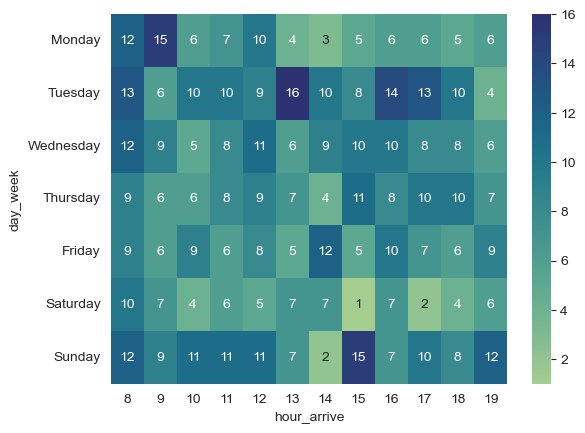 Monday 12 15 6 7 10 4 3 5 6 6 5 6 16
Tuesday 13 6 10 10 9 16 10 8 14 13 10 4 14
Wednesday 12 9 5 8 11 6 9 10 10 8 8 6 12
day_week
Thursday 9 6 6 8 9 7 4 11 8 10 10 7 10
8
Friday 9 6 9 6 8 5 12 5 10 7 6 9 6
Saturday 10 7 4 6 5 7 7 1 7 2 4 6 4
Sunday 12 9 11 11 11 7 2 15 7 10 8 12 2
8 9 10 11 12 13 14 15 16 17 18 19
hour_arrive